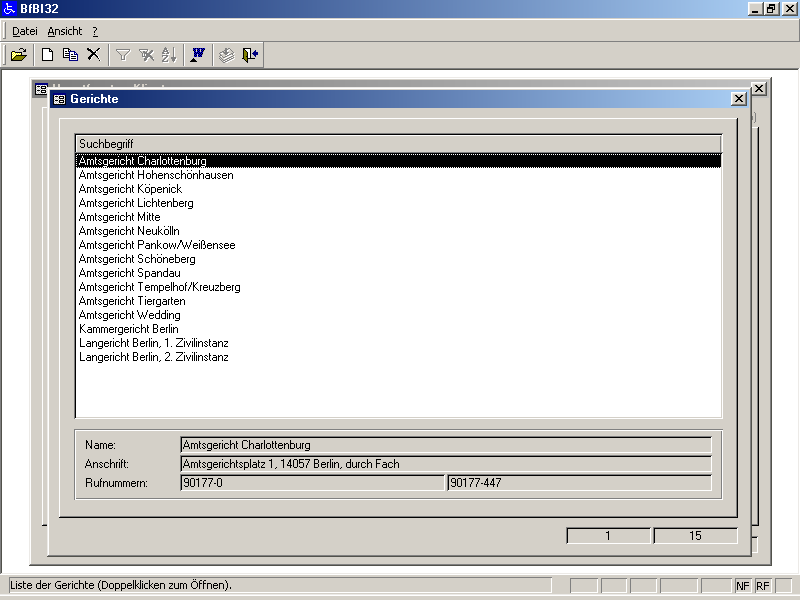 BfBI32
Datei Ansicht ?
Gerichte
Suchbegriff
Amtsgericht Charlottenburg
Amtsgericht Hohenschönhausen
Amtsgericht Köpenick
Amtsgericht Lichtenberg
Amtsgericht Mitte
Amtsgericht Neukölln
Amtsgericht Pankow/Weißensee
Amtsgericht Schöneberg
Amtsgericht Spandau
Amtsgericht Tempelhof/Kreuzberg
Amtsgericht Tiergarten
Amtsgericht Wedding
Kammergericht Berlin
Langericht Berlin, 1. Zivilinstanz
Langericht Berlin, 2. Zivilinstanz
Name: Amtsgericht Charlottenburg
Anschrift: Amtsgerichtsplatz 1, 14057 Berlin, durch Fach
Rufnummern: 90177-0 90177-447
1 15
Liste der Gerichte (Doppelklicken zum Öffnen). NF RF